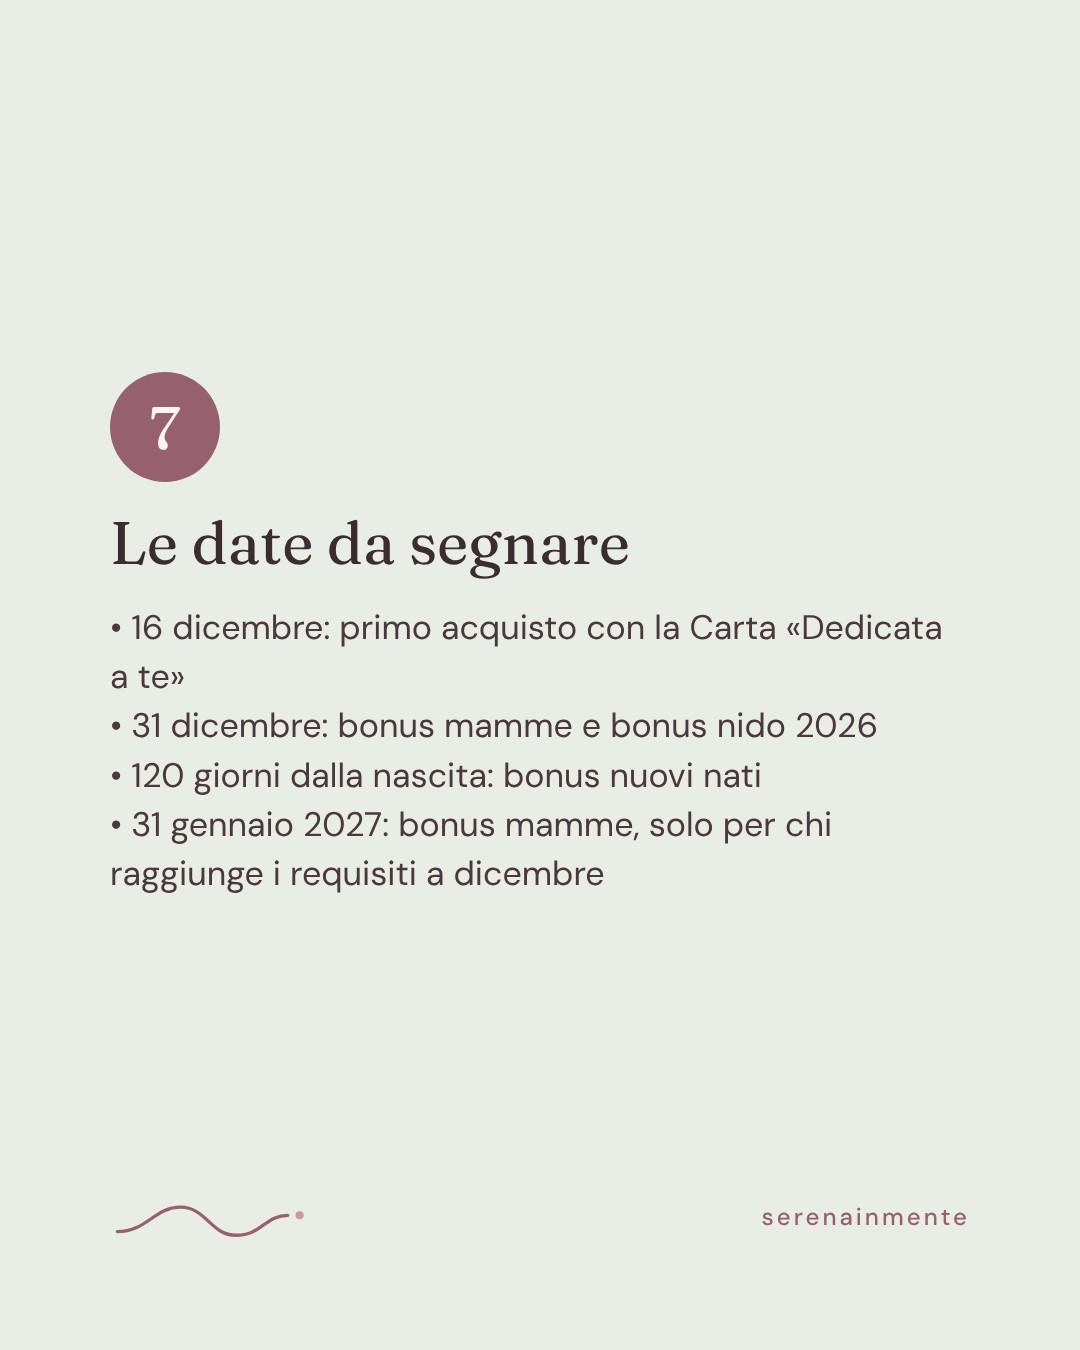 7
Le date da segnare
• 16 dicembre: primo acquisto con la Carta «Dedicata
a te»
• 31 dicembre: bonus mamme e bonus nido 2026
• 120 giorni dalla nascita: bonus nuovi nati
• 31 gennaio 2027: bonus mamme, solo per chi
raggiunge i requisiti a dicembre
serenainmente